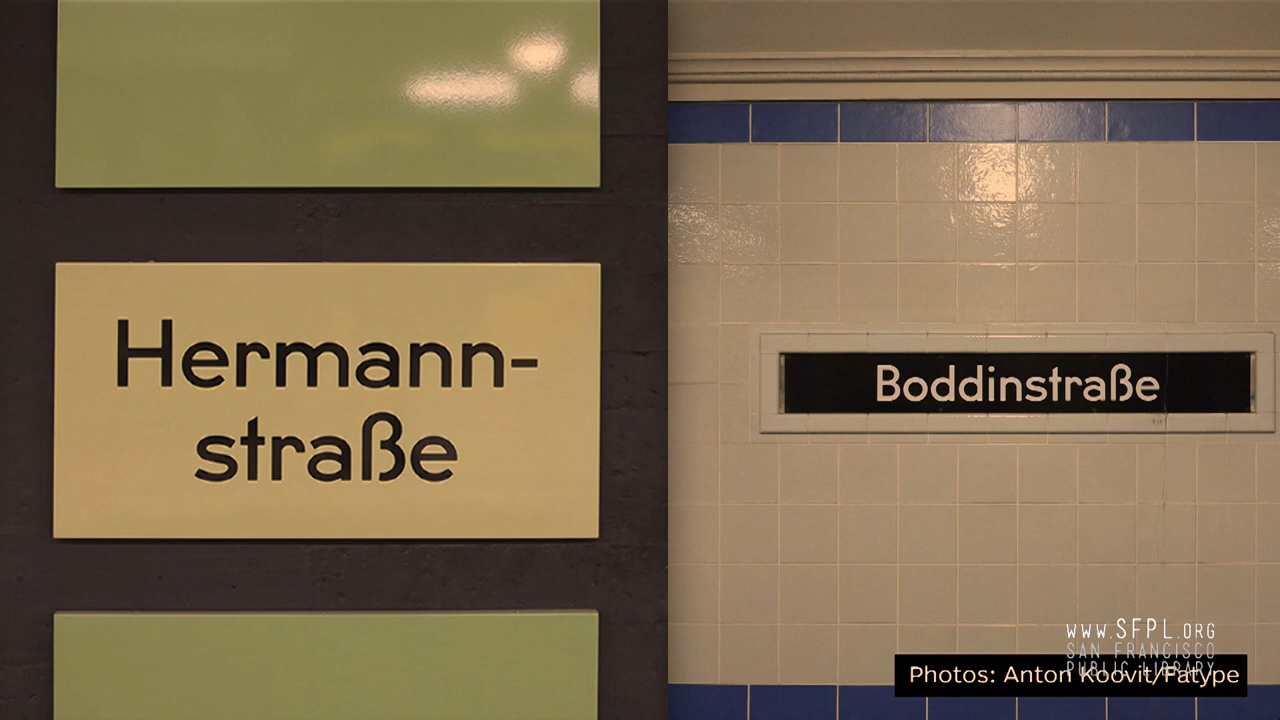 Hermann-
straße
Boddinstraße
www.SFPL.ORG
SAN FRANCISCO
PUBLIC LIBRARY
Photos: Anton Koovit/Fatype